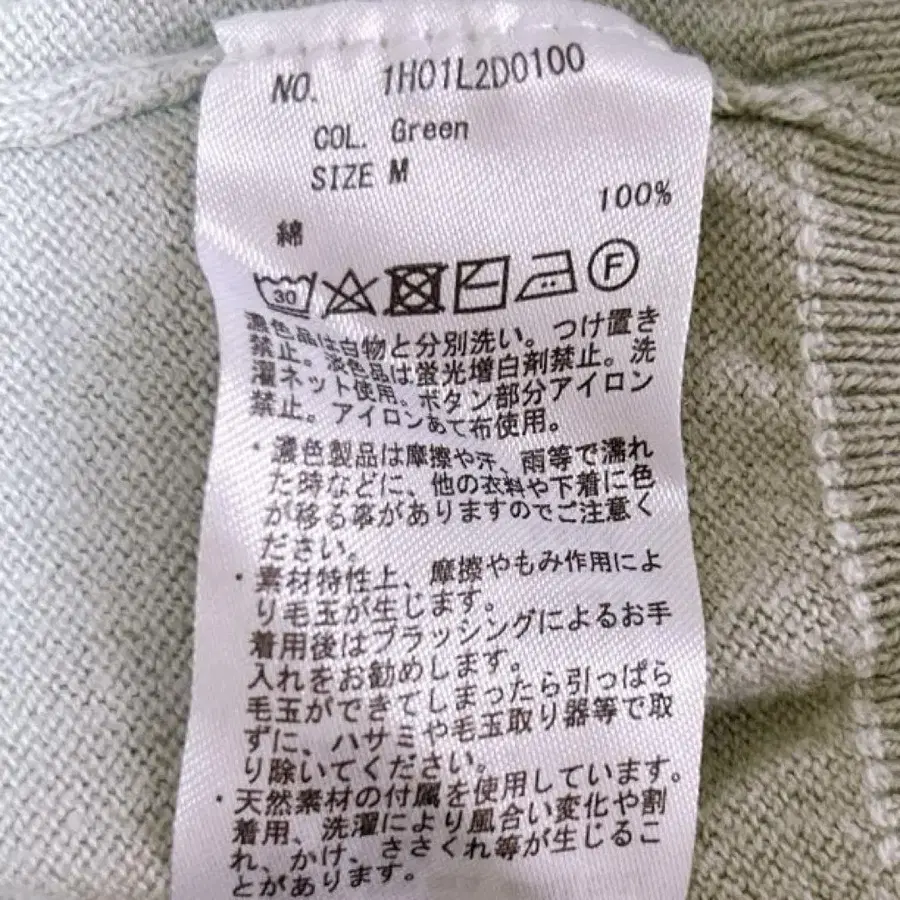 NO. 1H01L2D0100
COL. Green
SIZE M
100%
綿
30
F
濃色品は白物と分別洗い。つけ置き
禁止。淡色品は蛍光増白剤禁止。洗
濯ネット使用。ボタン部分アイロン
禁止。アイロンあて布使用。
・濃色製品は摩擦や汗、雨等で濡れ
た時などに、他の衣料や下着に色
が移る事がありますのでご注意く
ださい。
・素材特性上、摩擦やもみ作用によ
り毛玉が生じます。
着用後はブラッシングによるお手
入れをお勧めします。
毛玉ができてしまったら引っぱら
ずに、ハサミや毛玉取り器等で取
り除いてください。
・天然素材の付属を使用しています。
着用、洗濯により風合い変化や割
れ、かけ、ささくれ等が生じるこ
とがあります。